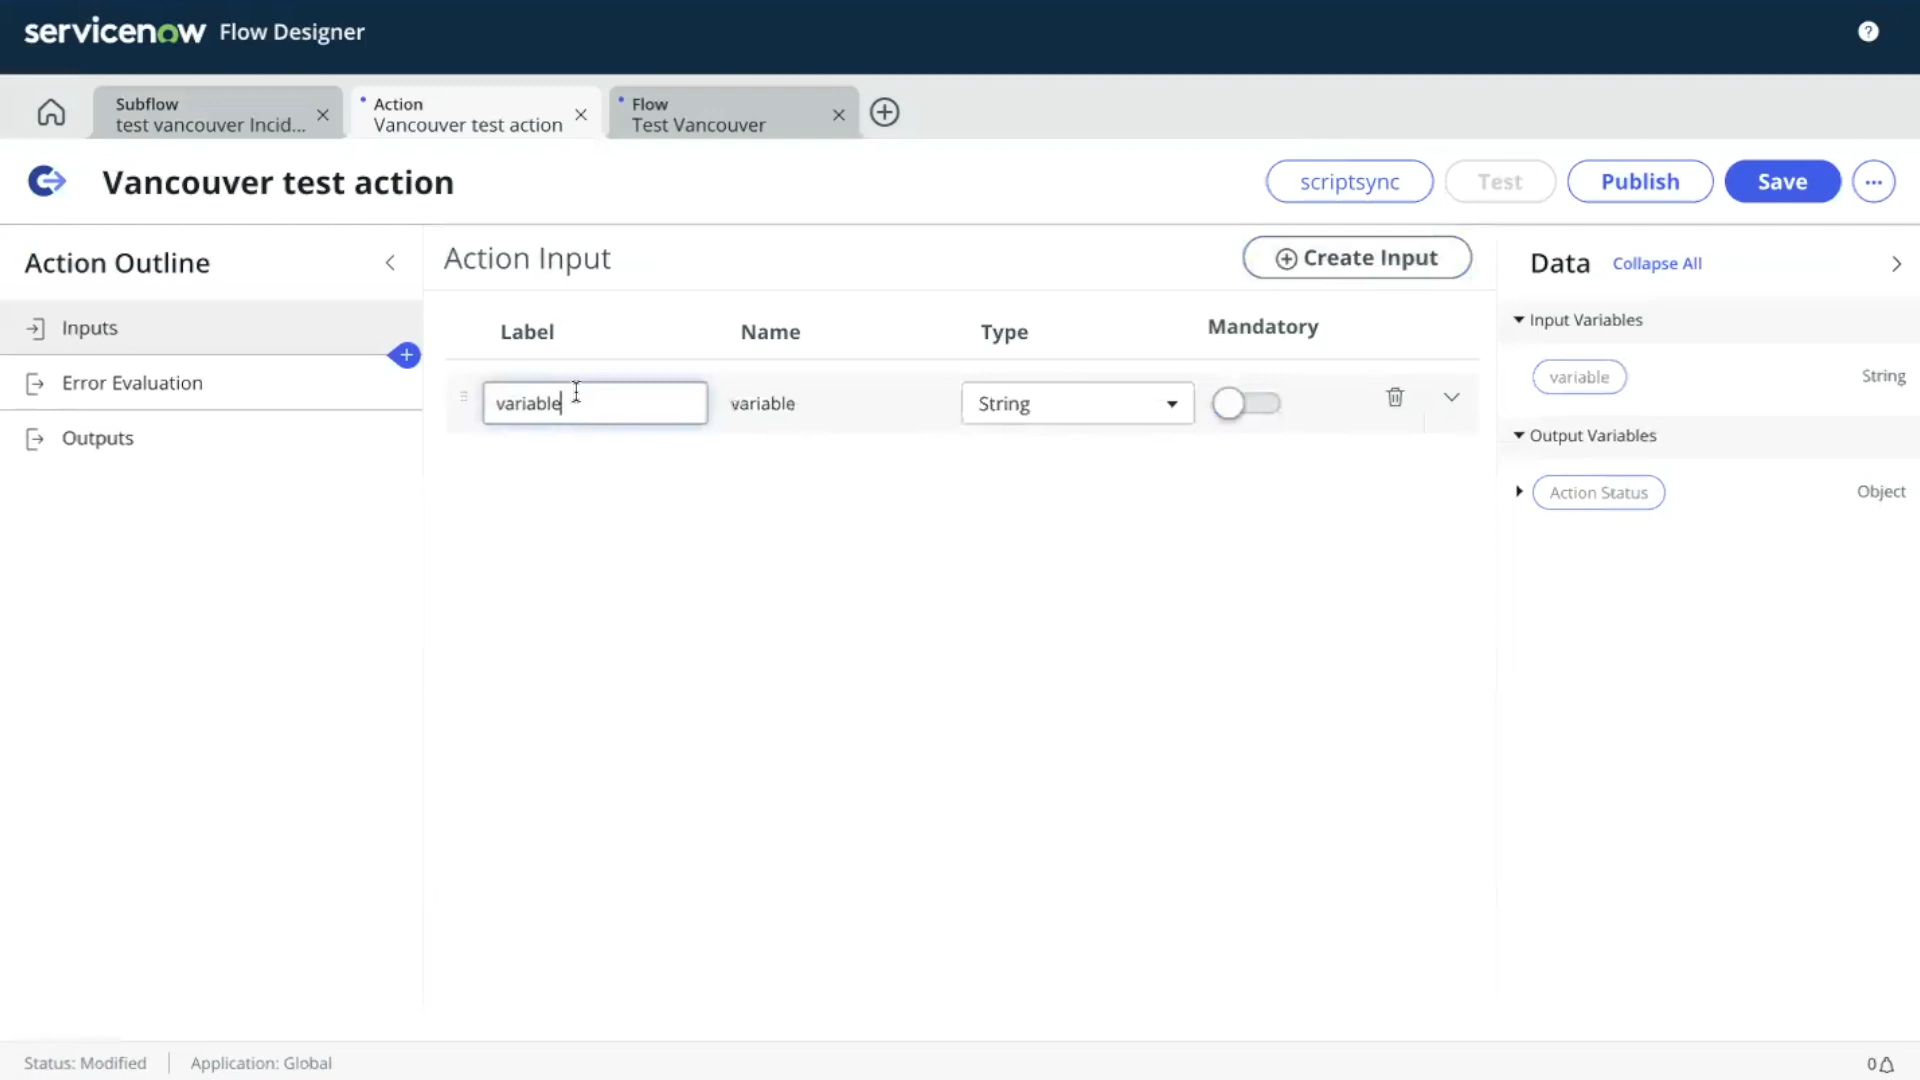 servicenow Flow Designer
?
Subflow
test vancouver Incid...
Action
Vancouver test action
Flow
Test Vancouver
Vancouver test action
scriptsync
Test
Publish
Save
...
Action Outline
Inputs
Error Evaluation
Outputs
Action Input
Create Input
Label Name Type Mandatory
variable variable String
Data Collapse All
Input Variables
variable String
Output Variables
Action Status Object
Status: Modified Application: Global
0